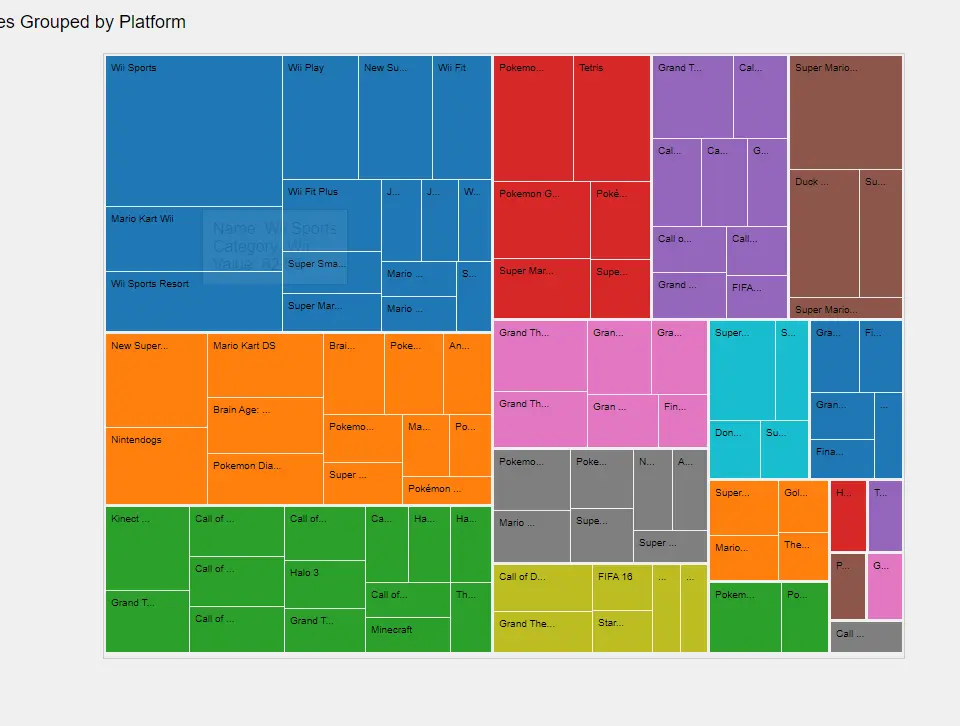 es Grouped by Platform
Wii Sports
Wii Play
New Su...
Wii Fit
Wii Fit Plus
J...
J...
W...
Mario Kart Wii
Name: Wii Sports
Category: Wii
Value: 82
Super Sma...
Mario ...
S...
Wii Sports Resort
Super Mar...
Mario ...
Pokemo...
Tetris
Pokemon G...
Poké...
Super Mar...
Supe...
Grand T...
Cal...
Cal...
Ca...
G...
Call o...
Call...
Grand ...
FIFA...
Super Mario...
Duck ...
Su...
Super Mario...
New Super...
Mario Kart DS
Brai...
Poke...
An...
Brain Age: ...
Pokemo...
Ma...
Po...
Nintendogs
Pokemon Dia...
Super ...
Pokémon ...
Grand Th...
Gran...
Gra...
Grand Th...
Gran ...
Fin...
Super...
S...
Don...
Su...
Gra...
Fi...
Gran...
...
Fina...
Pokemo...
Poke...
N...
A...
Mario ...
Supe...
Super ...
Super...
Gol...
Mario...
The...
H...
T...
P...
G...
Call ...
Kinect ...
Call of ...
Call of...
Ca...
Ha...
Ha...
Call of ...
Halo 3
Grand T...
Call of ...
Grand T...
Call of...
Th...
Minecraft
Call of D...
FIFA 16
...
...
Grand The...
Star...
Pokem...
Po...